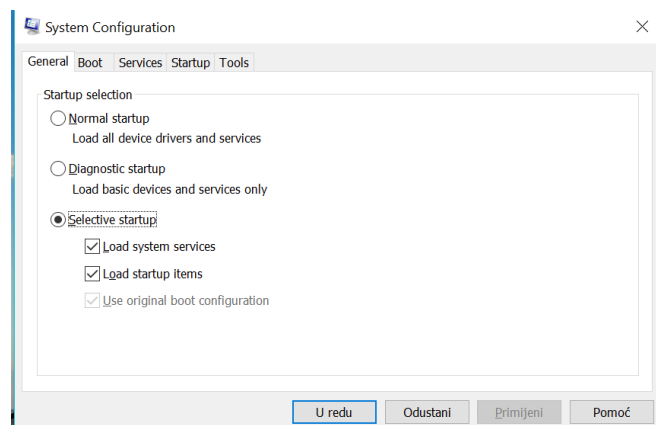 System Configuration
General Boot Services Startup Tools
Startup selection
Normal startup
Load all device drivers and services
Diagnostic startup
Load basic devices and services only
Selective startup
Load system services
Load startup items
Use original boot configuration
U redu Odustani Primijeni Pomoć